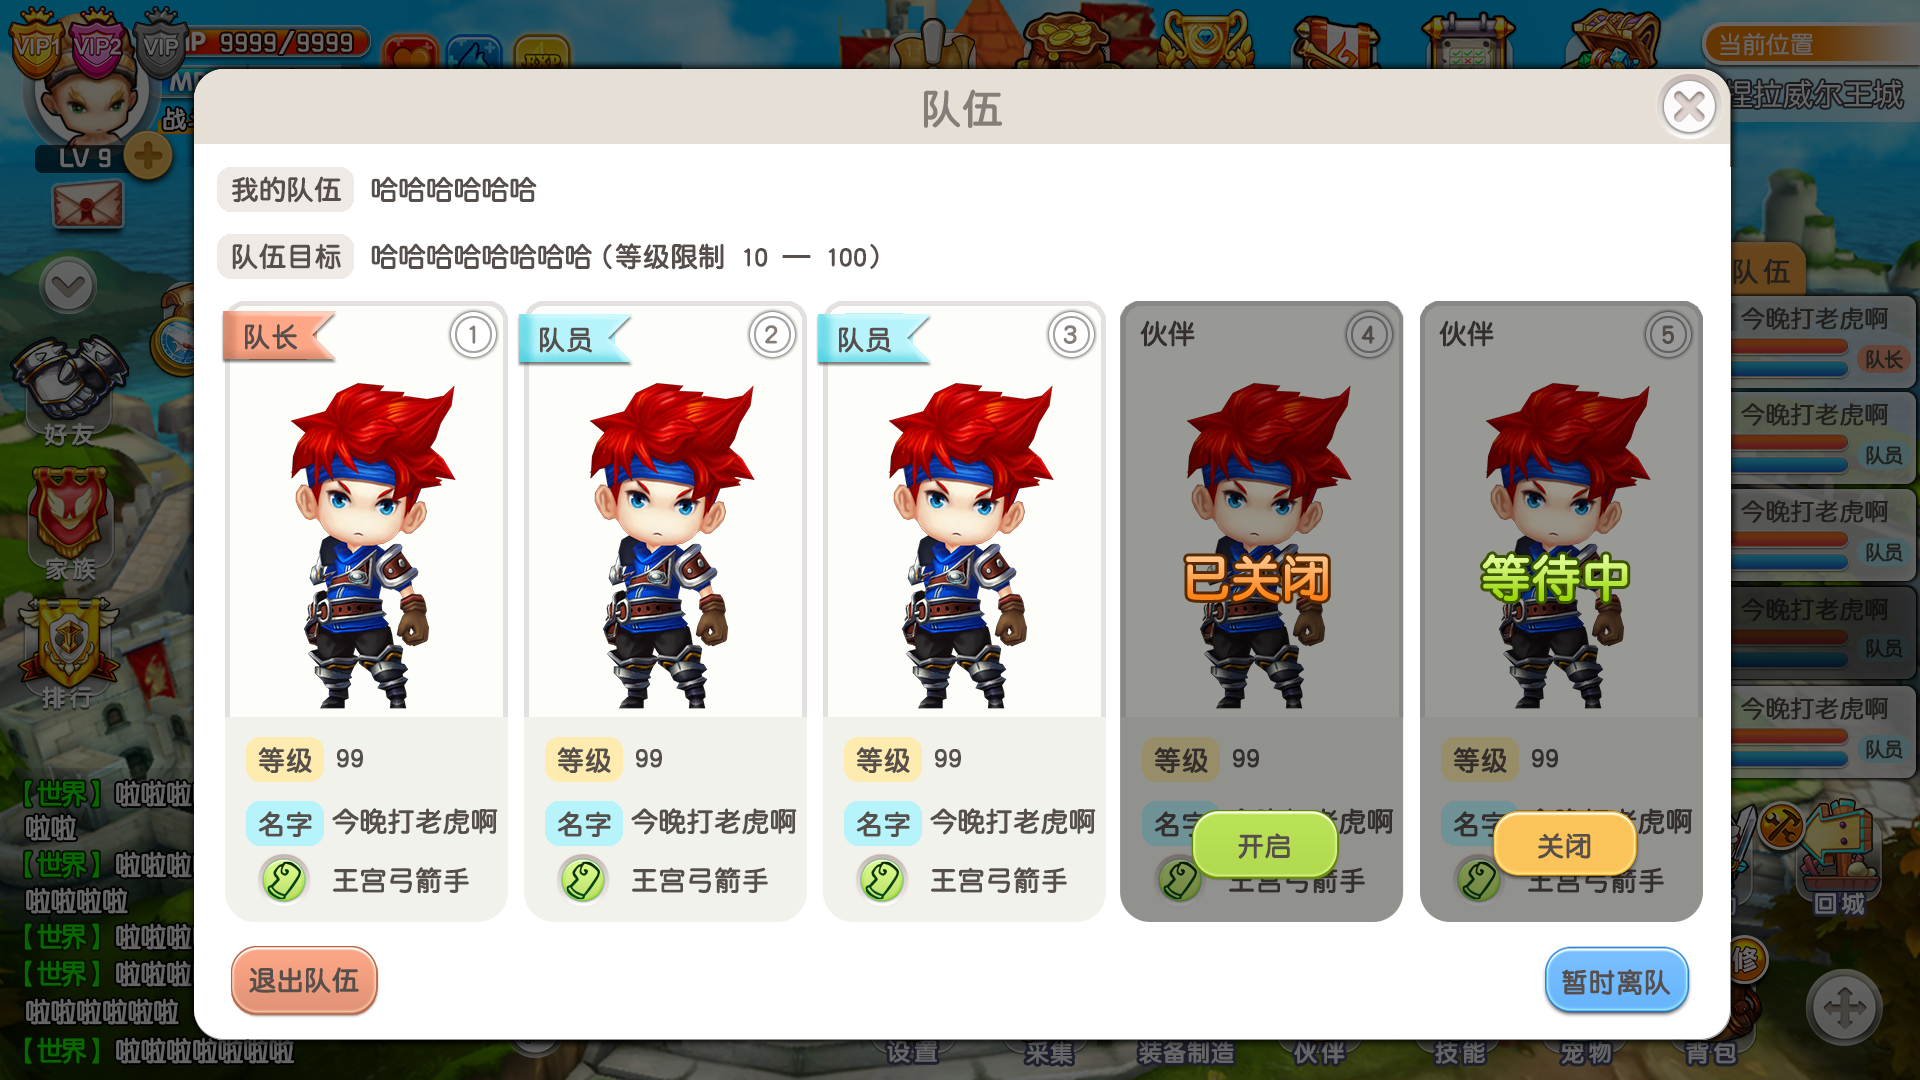 VIP1 VIP2 VIP
HP 9999/9999
EXP
LV 9
当前位置
队伍
我的队伍 哈哈哈哈哈哈
队伍目标 哈哈哈哈哈哈哈哈（等级限制 10 — 100）
队长 1
队员 2
队员 3
伙伴 4
伙伴 5
已关闭
等待中
等级 99
名字 今晚打老虎啊
王宫弓箭手
等级 99
名字 今晚打老虎啊
王宫弓箭手
等级 99
名字 今晚打老虎啊
王宫弓箭手
等级 99
虎啊
开启
王宫弓箭手
等级 99
虎啊
关闭
王宫弓箭手
退出队伍
暂时离队
好友
家族
排行
队伍
今晚打老虎啊
队长
今晚打老虎啊
队员
今晚打老虎啊
队员
今晚打老虎啊
队员
今晚打老虎啊
队员
【世界】啦啦啦
啦啦
【世界】啦啦啦
啦啦啦啦
【世界】啦啦啦
【世界】啦啦啦
啦啦啦啦啦啦
【世界】啦啦啦啦啦啦啦
回城
修
设置
采集
装备制造
伙伴
技能
宠物
背包